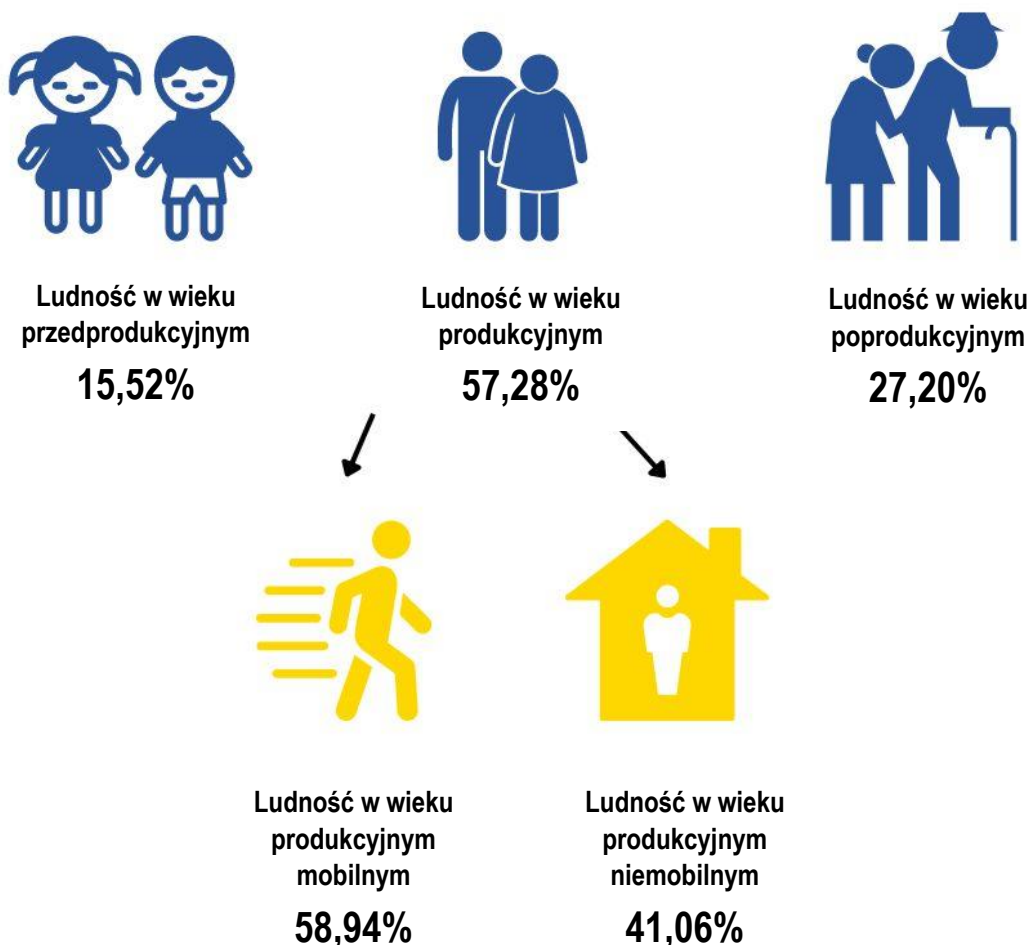 Ludność w wieku
przedprodukcyjnym
15,52%
Ludność w wieku
produkcyjnym
57,28%
Ludność w wieku
poprodukcyjnym
27,20%
Ludność w wieku
produkcyjnym
mobilnym
58,94%
Ludność w wieku
produkcyjnym
niemobilnym
41,06%